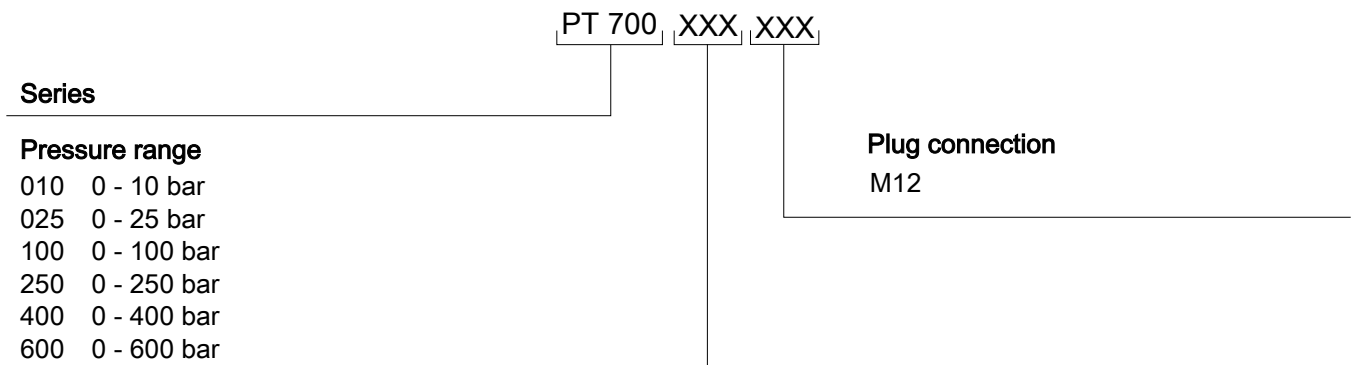 PT 700 XXX XXX
Series
Pressure range
010 0 - 10 bar
025 0 - 25 bar
100 0 - 100 bar
250 0 - 250 bar
400 0 - 400 bar
600 0 - 600 bar
Plug connection
M12